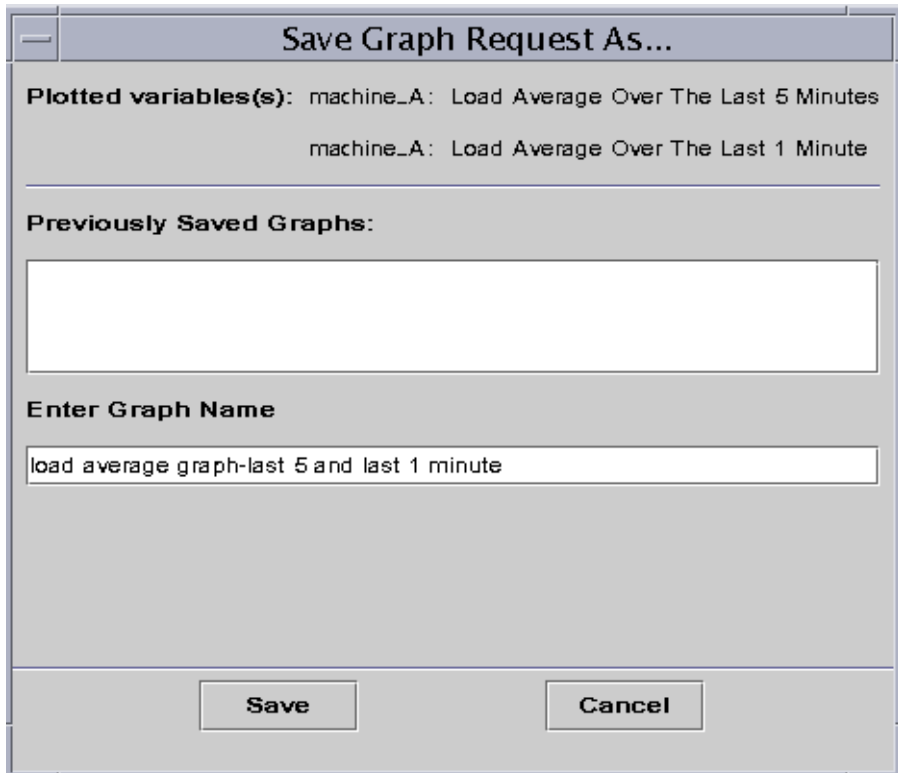 Save Graph Request As...
Plotted variables(s): machine_A: Load Average Over The Last 5 Minutes
machine_A: Load Average Over The Last 1 Minute
Previously Saved Graphs:
Enter Graph Name
load average graph-last 5 and last 1 minute
Save Cancel